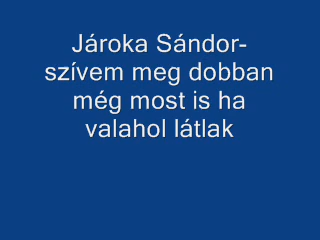 Jároka Sándor-
szívem meg dobban
még most is ha
valahol látlak